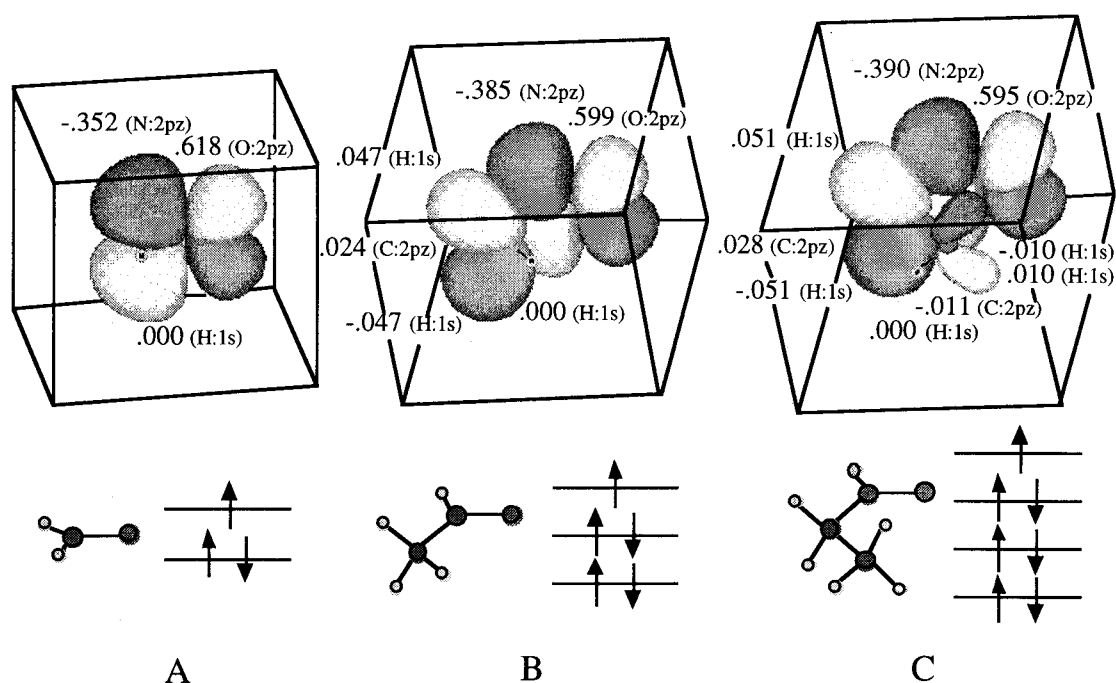 -.352 (N:2pz)
.618 (O:2pz)
.000 (H:1s)
-.385 (N:2pz)
.599 (O:2pz)
.047 (H:1s)
.024 (C:2pz)
-.047 (H:1s)
.000 (H:1s)
-.390 (N:2pz)
.595 (O:2pz)
.051 (H:1s)
.028 (C:2pz)
-.051 (H:1s)
-.010 (H:1s)
.010 (H:1s)
-.011 (C:2pz)
.000 (H:1s)
A
B
C